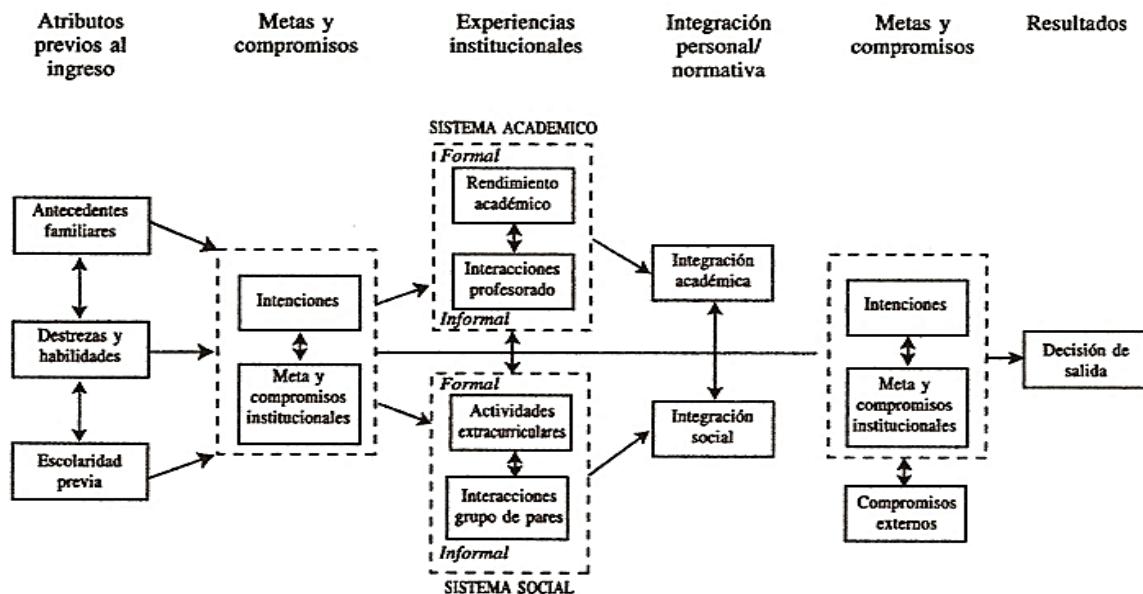 Atributos
previos al
ingreso
Metas y
compromisos
Experiencias
institucionales
Integración
personal/
normativa
Metas y
compromisos
Resultados
Antecedentes
familiares
Destrezas y
habilidades
Escolaridad
previa
Intenciones
Meta y
compromisos
institucionales
SISTEMA ACADEMICO
Formal
Rendimiento
académico
Interacciones
profesorado
Informal
Formal
Actividades
extracurriculares
Interacciones
grupo de pares
Informal
SISTEMA SOCIAL
Integración
académica
Integración
social
Intenciones
Meta y
compromisos
institucionales
Compromisos
externos
Decisión de
salida